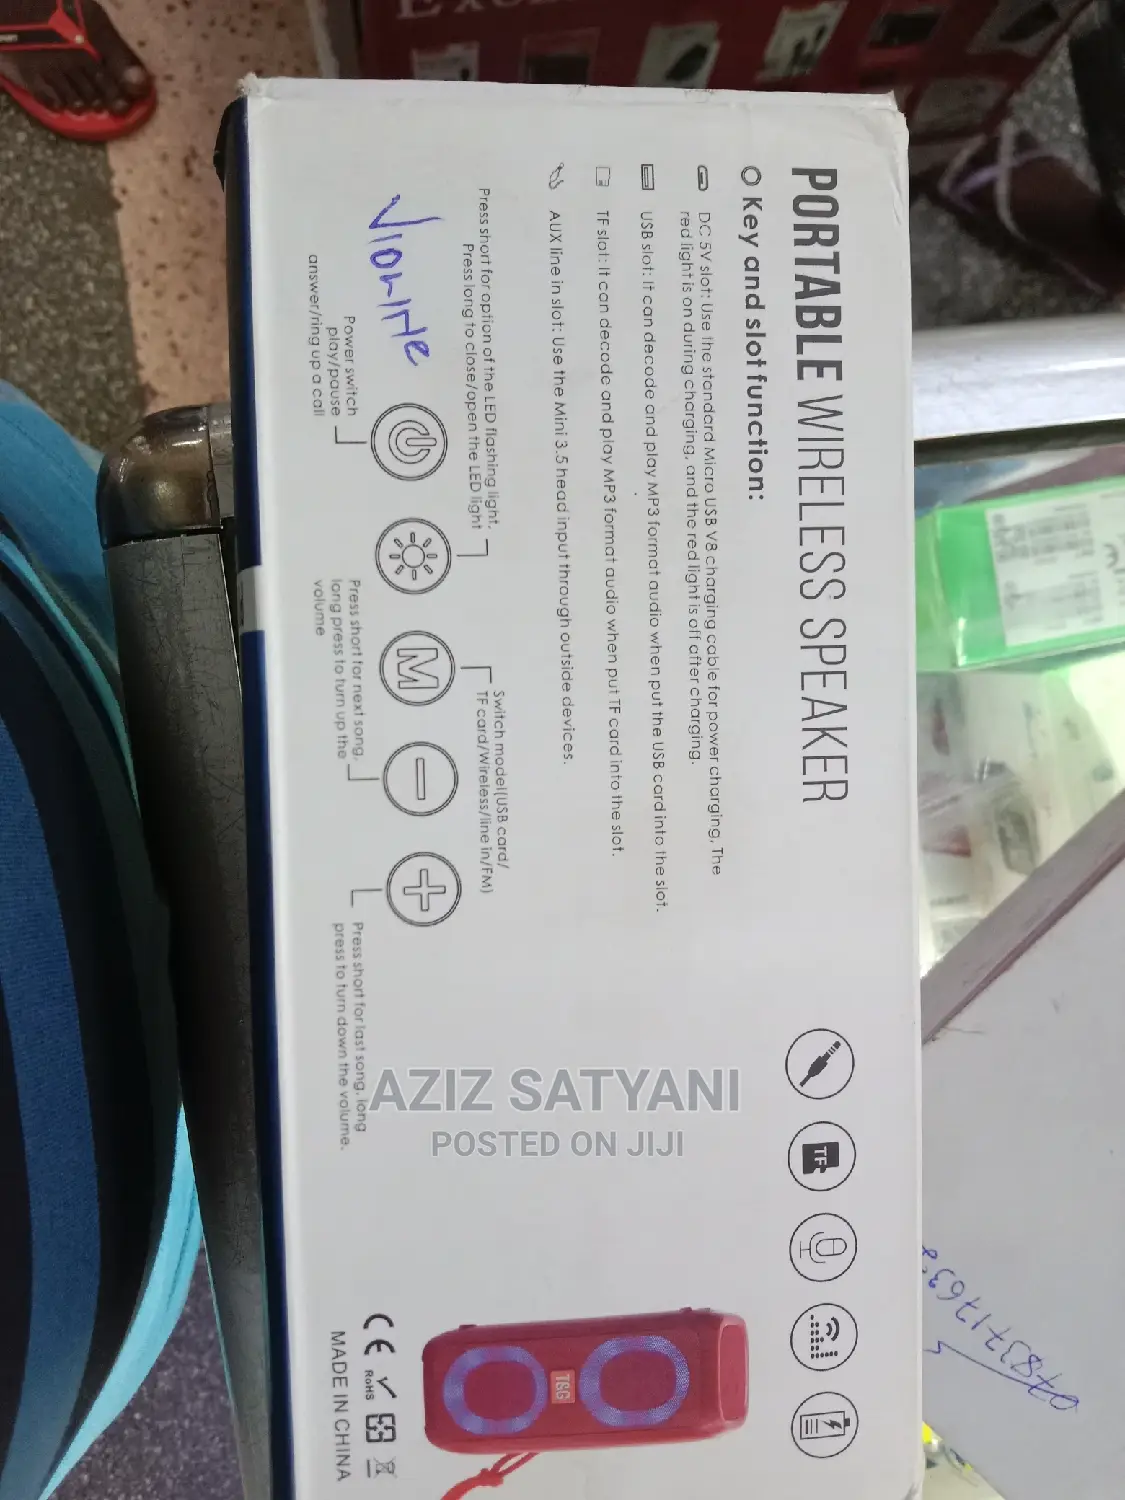 PORTABLE WIRELESS SPEAKER
Key and slot function:
DC 5V slot: Use the standard Micro USB V8 charging cable for power charging, The
red light is on during charging, and the red light is off after charging.
USB slot: It can decode and play MP3 format audio when put the USB card into the slot.
TF slot: It can decode and play MP3 format audio when put TF card into the slot.
AUX line in slot: Use the Mini 3.5 head input through outside devices.
Press short for option of the LED flashing light.
Press long to close/open the LED light
Switch model(USB card/
TF card/Wireless/line in/FM)
M
Power switch
play/pause
answer/ring up a call
Press short for next song,
long press to turn up the
volume
Press short for last song, long
press to turn down the volume.
TF
T&G
CE
RoHS
MADE IN CHINA
AZIZ SATYANI
POSTED ON JIJI